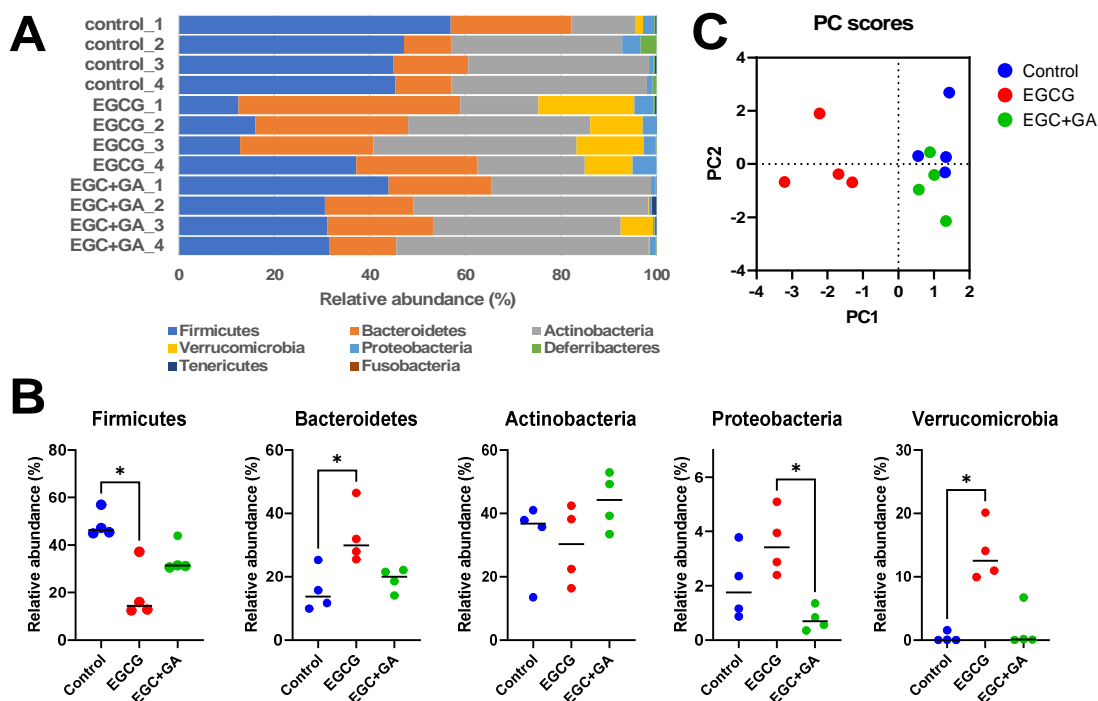 A
control_1
control_2
control_3
control_4
EGCG_1
EGCG_2
EGCG_3
EGCG_4
EGC+GA_1
EGC+GA_2
EGC+GA_3
EGC+GA_4
0 20 40 60 80 100
Relative abundance (%)
Firmicutes Bacteroidetes Actinobacteria
Verrucomicrobia Proteobacteria Deferribacteres
Tenericutes Fusobacteria
C
PC scores
4
2
0
-2
-4
PC2
-4 -3 -2 -1 0 1 2
PC1
Control
EGCG
EGC+GA
B
Firmicutes
Relative abundance (%)
80
60
40
20
0
*
Control EGCG EGC+GA
Bacteroidetes
Relative abundance (%)
60
40
20
0
*
Control EGCG EGC+GA
Actinobacteria
Relative abundance (%)
60
40
20
0
Control EGCG EGC+GA
Proteobacteria
Relative abundance (%)
6
4
2
0
*
Control EGCG EGC+GA
Verrucomicrobia
Relative abundance (%)
30
20
10
0
*
Control EGCG EGC+GA